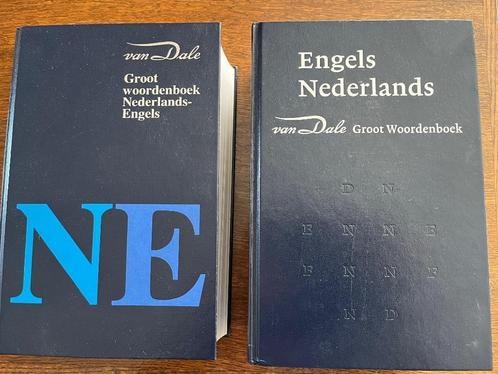 van Dale
Groot
woordenboek
Nederlands-
Engels
NE
Engels
Nederlands
van Dale Groot Woordenboek
D N
E N N E
F N N F
N D